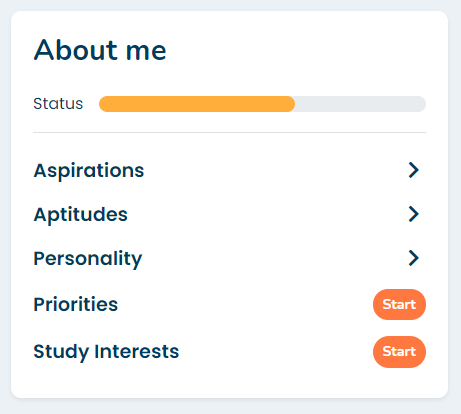 About me
Status
Aspirations
Aptitudes
Personality
Priorities Start
Study Interests Start